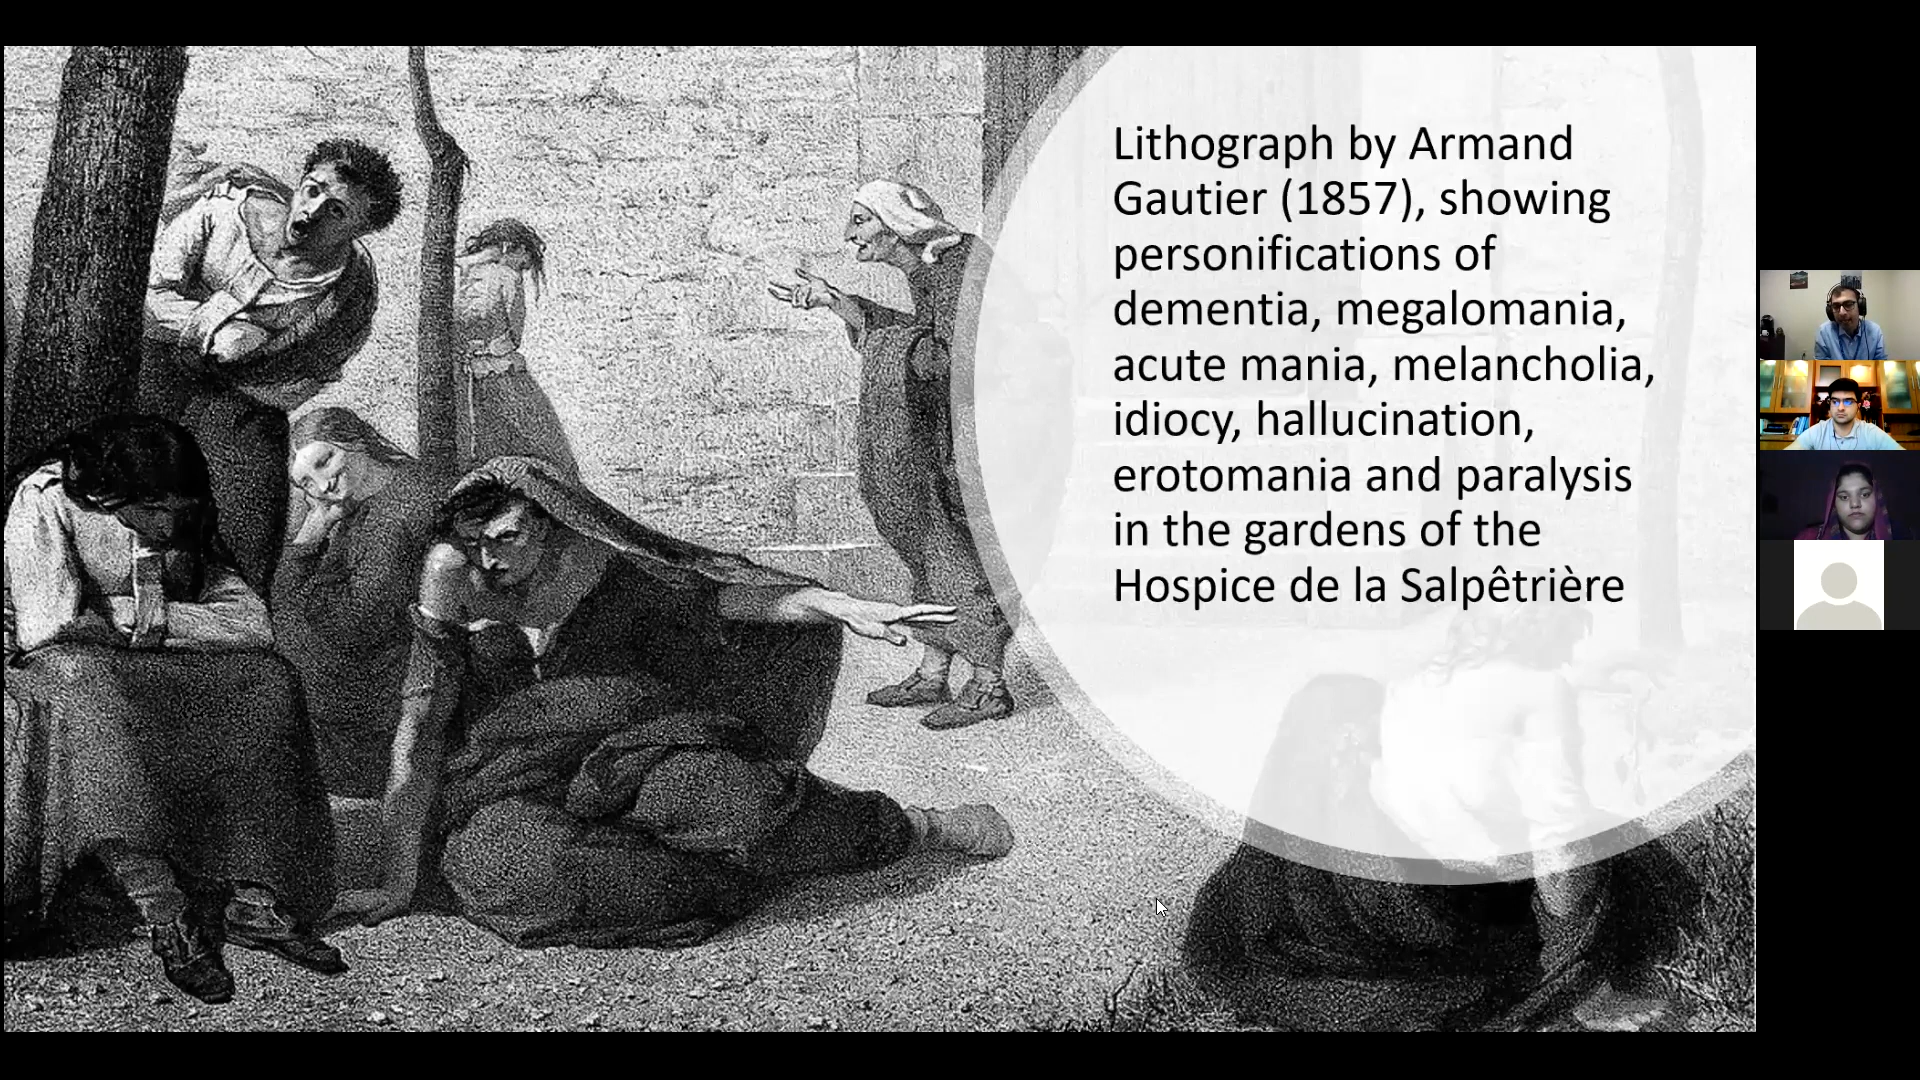 Lithograph by Armand
Gautier (1857), showing
personifications of
dementia, megalomania,
acute mania, melancholia,
idiocy, hallucination,
erotomania and paralysis
in the gardens of the
Hospice de la Salpêtrière